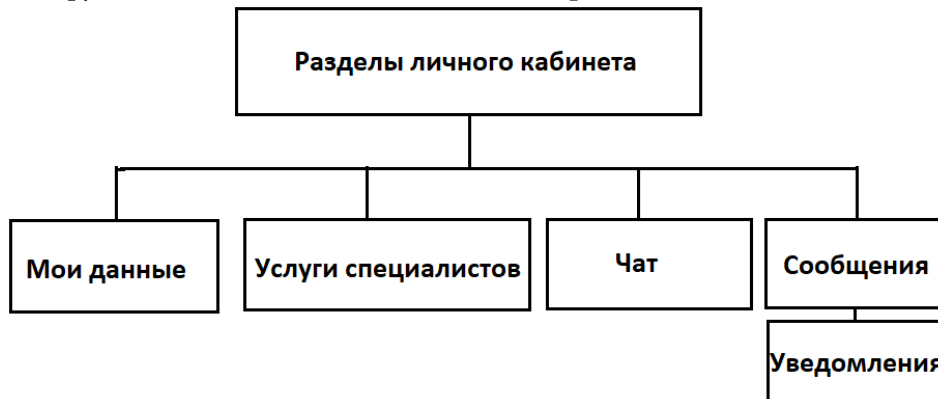 Разделы личного кабинета
Мои данные
Услуги специалистов
Чат
Сообщения
Уведомления